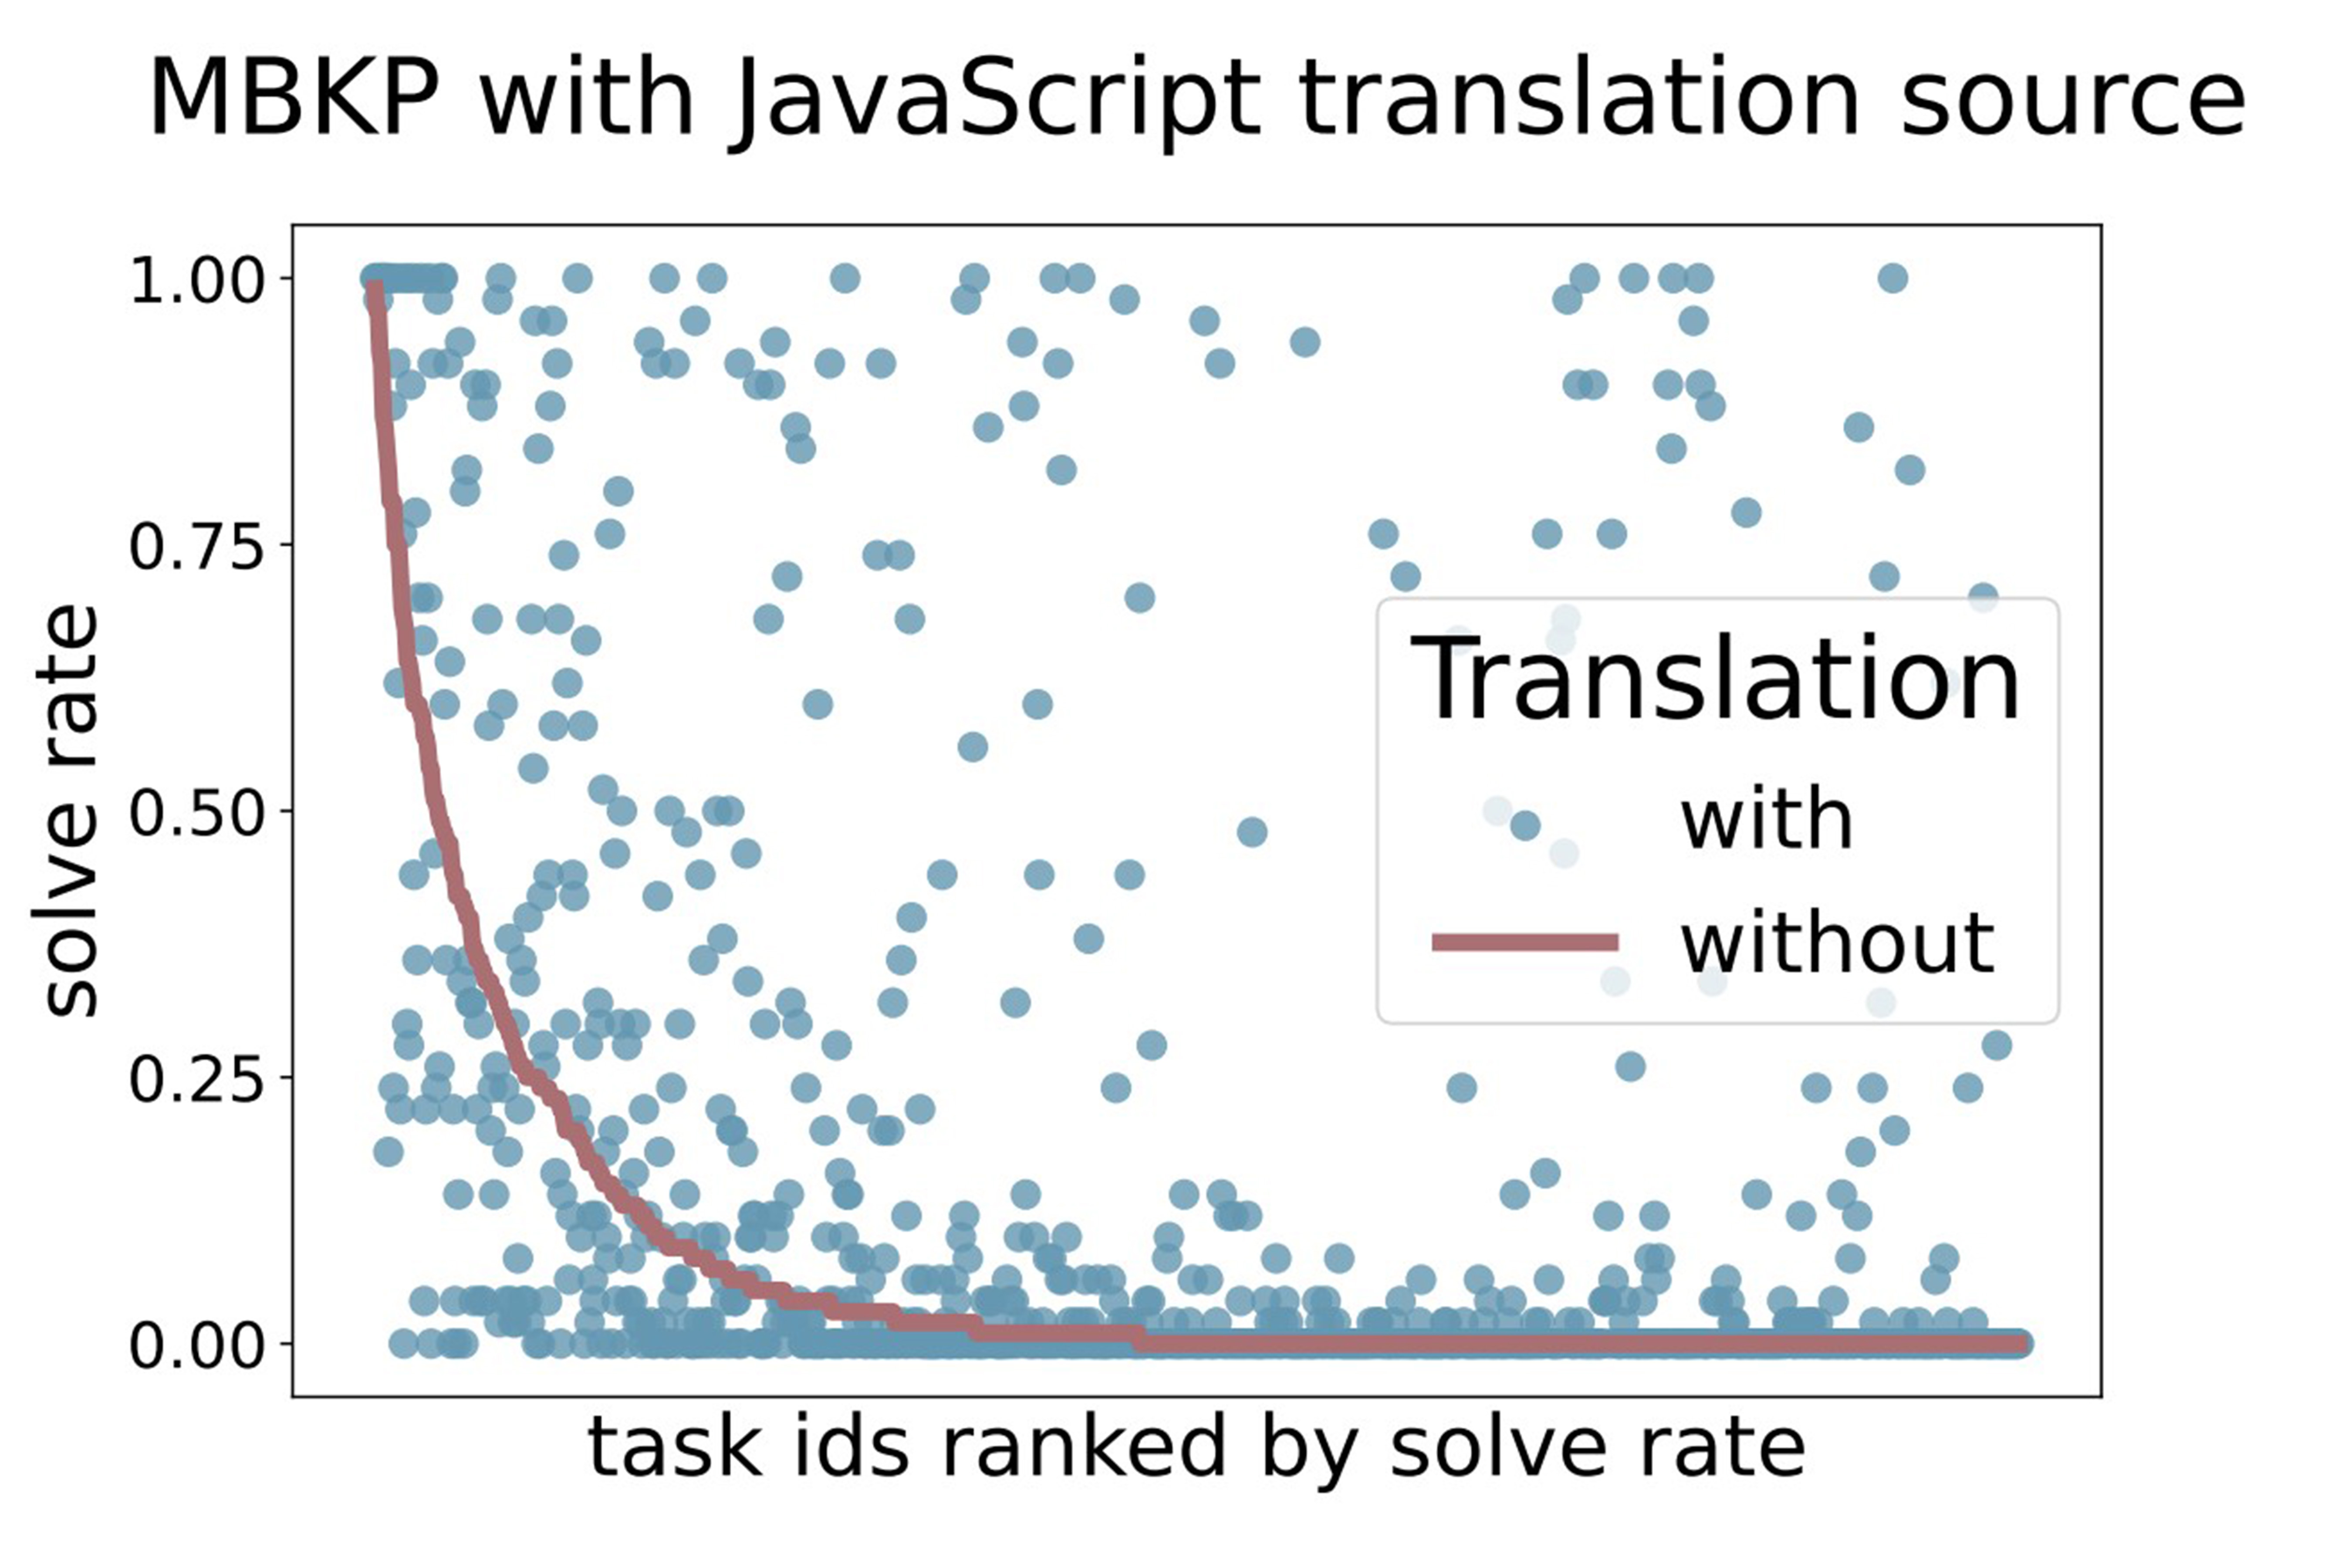 MBKP with JavaScript translation source
1.00
0.75
0.50
0.25
0.00
solve rate
Translation
with
without
task ids ranked by solve rate